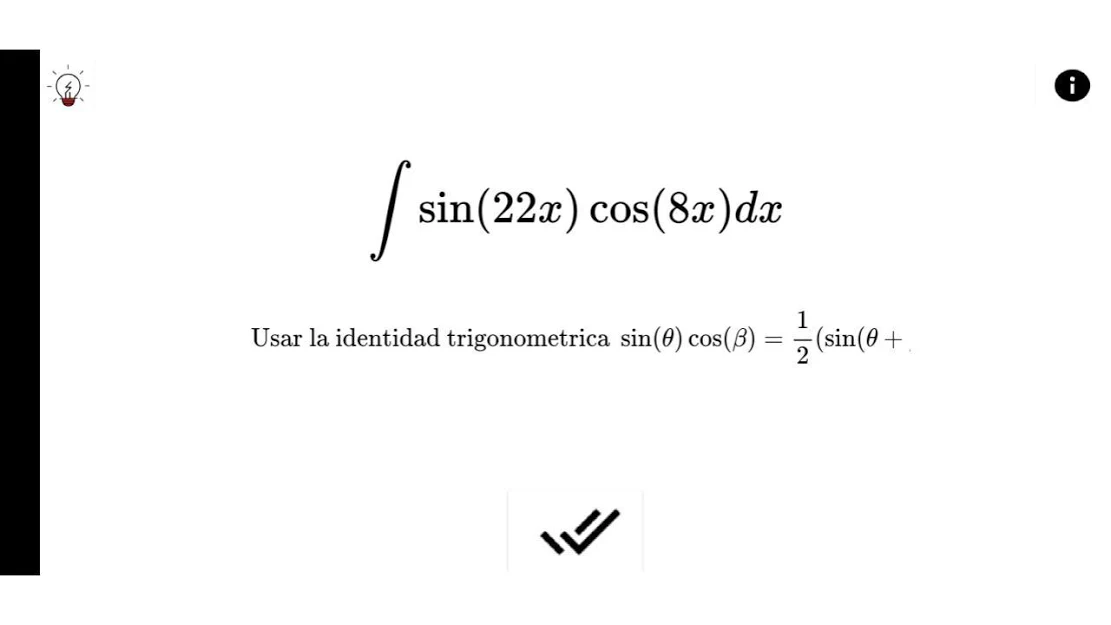 ∫ sin(22x) cos(8x)dx
Usar la identidad trigonometrica sin(θ) cos(β) = 1/2 (sin(θ +